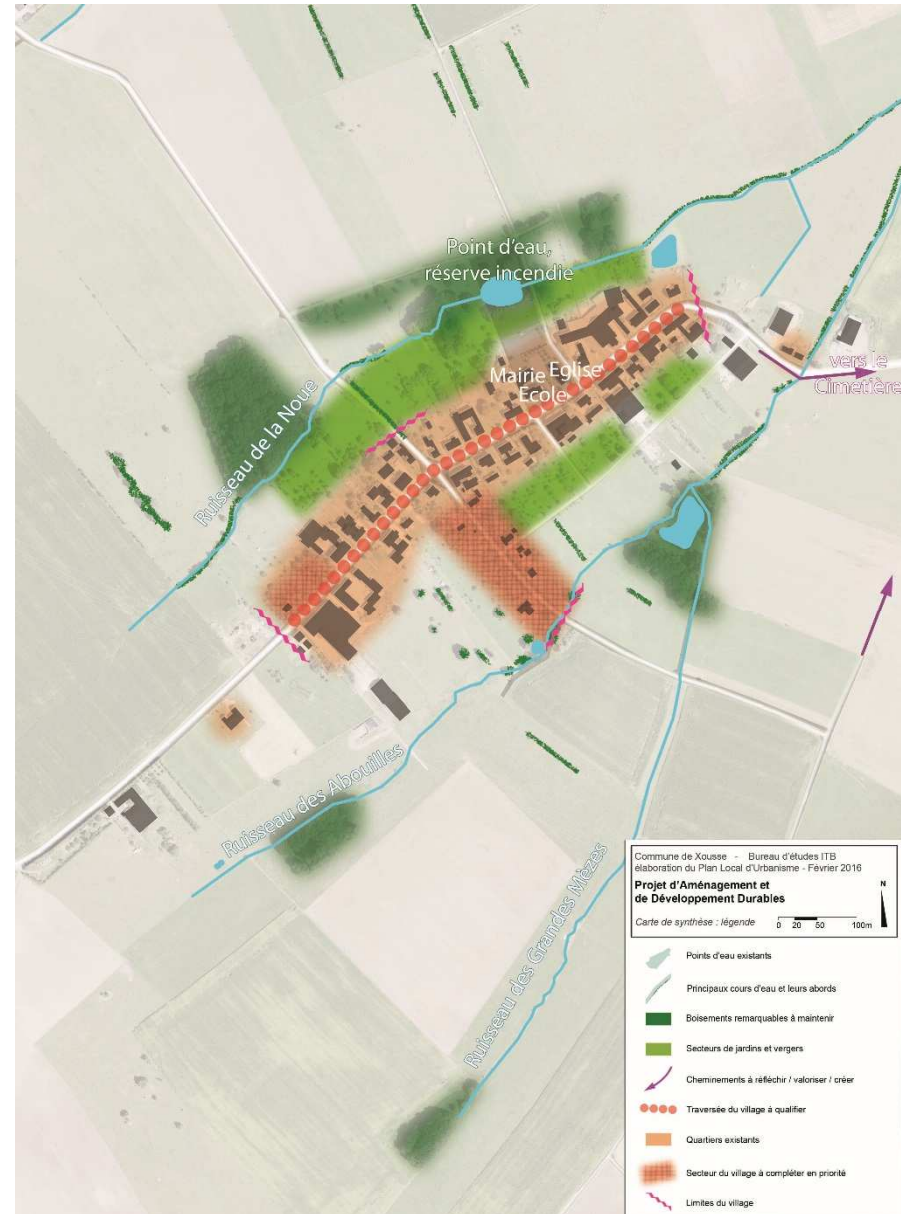 Point d'eau,
réserve incendie
Mairie Eglise
Ecole
vers le
Cimetière
Ruisseau de la Noue
Ruisseau des Abouilles
Ruisseau des Grandes Mèzes
Commune de Xousse - Bureau d'études ITB
élaboration du Plan Local d'Urbanisme - Février 2016
Projet d'Aménagement et
de Développement Durables
N
Carte de synthèse : légende
0 20 50 100m
Points d'eau existants
Principaux cours d'eau et leurs abords
Boisements remarquables à maintenir
Secteurs de jardins et vergers
Cheminements à réfléchir / valoriser / créer
Traversée du village à qualifier
Quartiers existants
Secteur du village à compléter en priorité
Limites du village